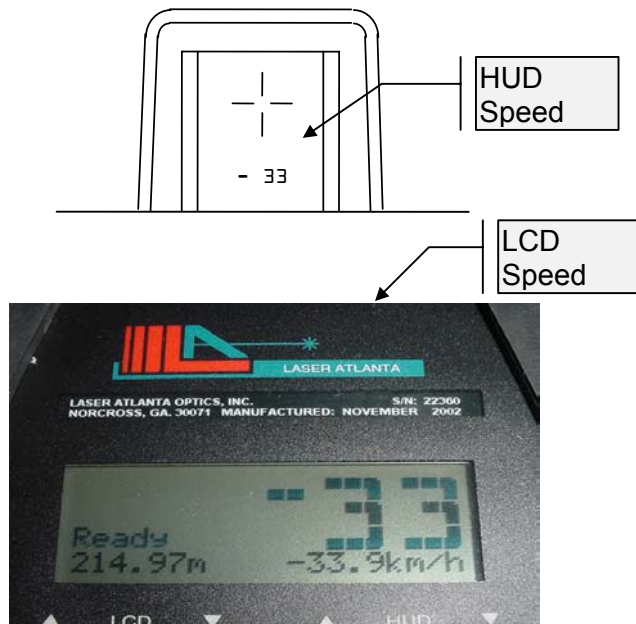 HUD
Speed
- 33
LCD
Speed
LASER ATLANTA
LASER ATLANTA OPTICS, INC. S/N: 22360
NORCROSS, GA. 30071 MANUFACTURED: NOVEMBER 2002
-33
Ready
214.97m -33.9km/h
LCD HUD